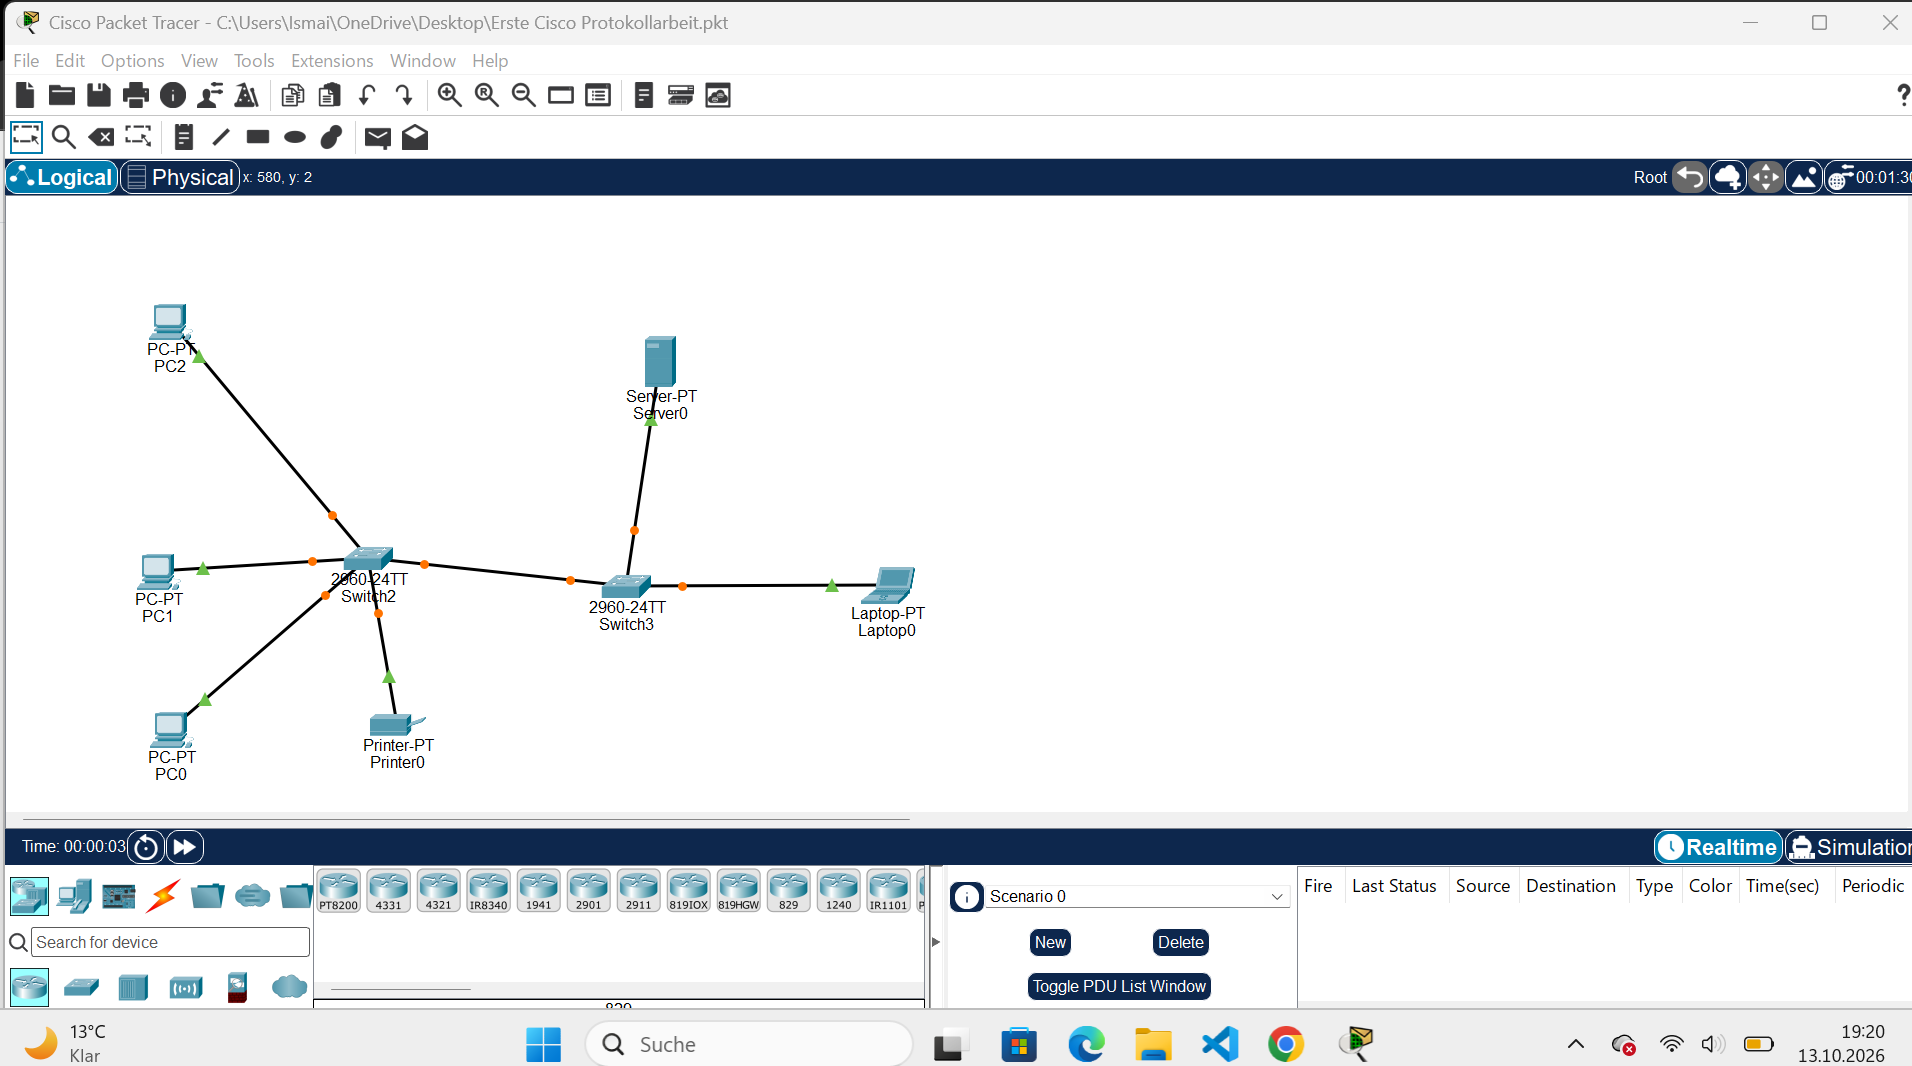 Cisco Packet Tracer - C:\Users\Ismai\OneDrive\Desktop\Erste Cisco Protokollarbeit.pkt
File Edit Options View Tools Extensions Window Help
Logical Physical x: 580, y: 2 Root 00:01:30
PC-PT
PC2
Server-PT
Server0
2960-24TT
Switch2
PC-PT
PC1
2960-24TT
Switch3
Laptop-PT
Laptop0
PC-PT
PC0
Printer-PT
Printer0
Time: 00:00:03 Realtime Simulation
PT8200 4331 4321 IR8340 1941 2901 2911 819IOX 819HGW 829 1240 IR1101
Scenario 0
Fire Last Status Source Destination Type Color Time(sec) Periodic
Search for device
New Delete
Toggle PDU List Window
829
13°C
Klar
Suche
19:20
13.10.2026